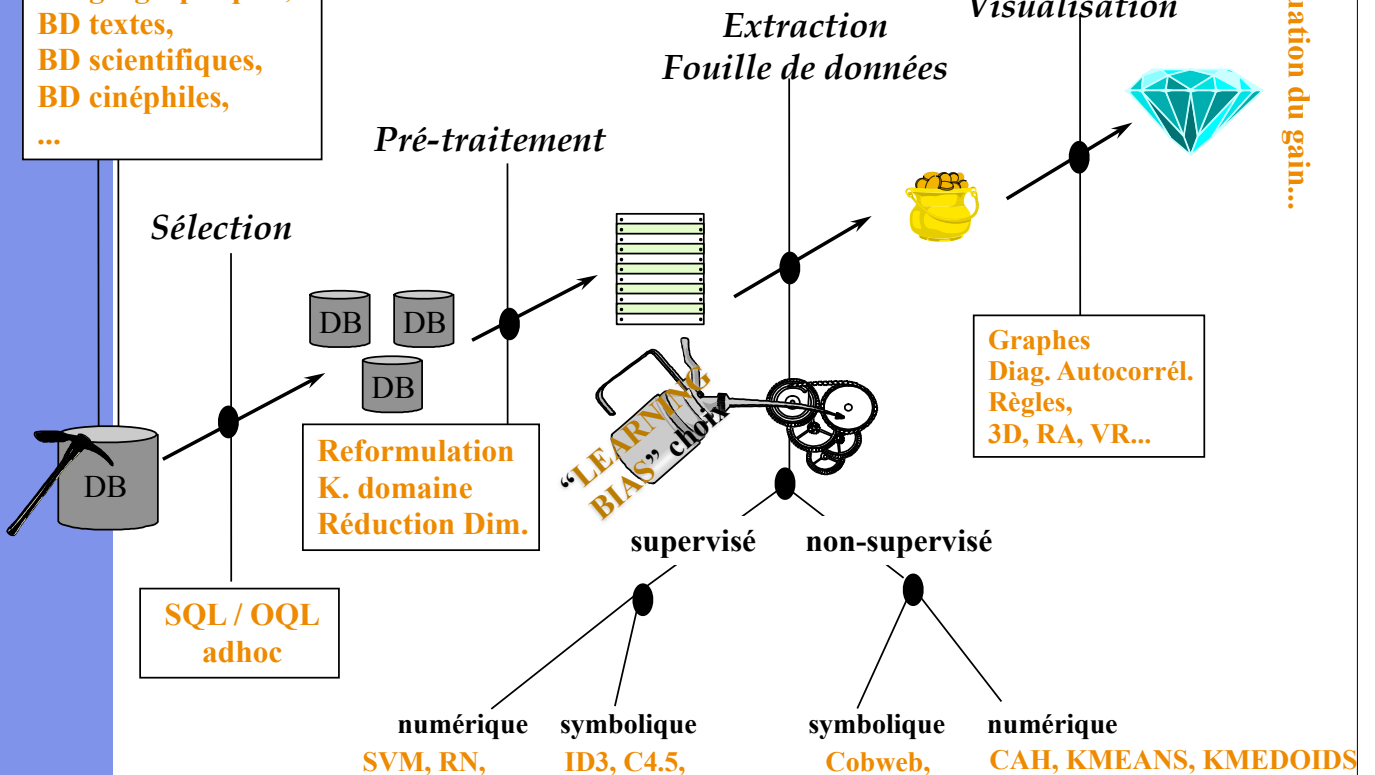 BD textes,
BD scientifiques,
BD cinéphiles,
...
Extraction
Fouille de données
Visualisation
du gain...
Pré-traitement
Sélection
DB
DB
DB
DB
Graphes
Diag. Autocorrél.
Règles,
3D, RA, VR...
“LEARNING
BIAS” choix
Reformulation
K. domaine
Réduction Dim.
supervisé
non-supervisé
SQL / OQL
adhoc
numérique
symbolique
symbolique
numérique
SVM, RN,
ID3, C4.5,
Cobweb,
CAH, KMEANS, KMEDOIDS